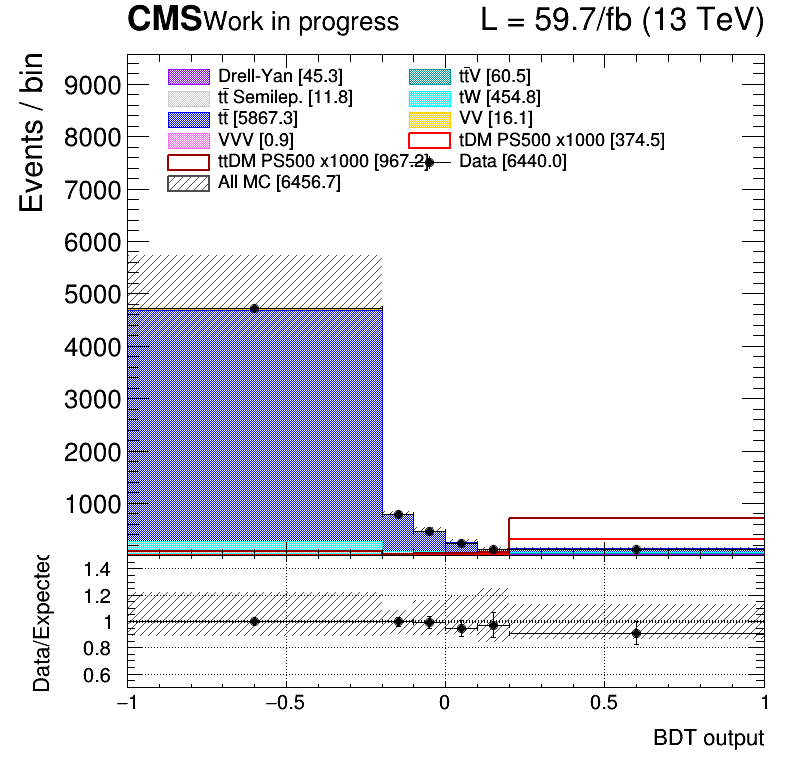 CMS Work in progress L = 59.7/fb (13 TeV)
Events / bin
9000
8000
7000
6000
5000
4000
3000
2000
1000
Drell-Yan [45.3] tt̄V [60.5]
tt̄ Semilep. [11.8] tW [454.8]
tt̄ [5867.3] VV [16.1]
VVV [0.9] tDM PS500 x1000 [374.5]
ttDM PS500 x1000 [967.2] Data [6440.0]
All MC [6456.7]
Data/Expected
1.4
1.2
1
0.8
0.6
−1 −0.5 0 0.5 1
BDT output